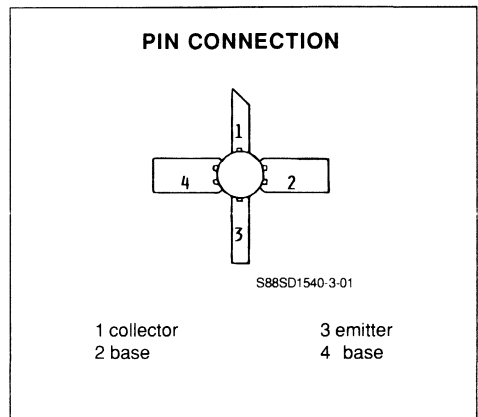 PIN CONNECTION
1
4
2
3
S88SD1540-3-01
1 collector
3 emitter
2 base
4 base